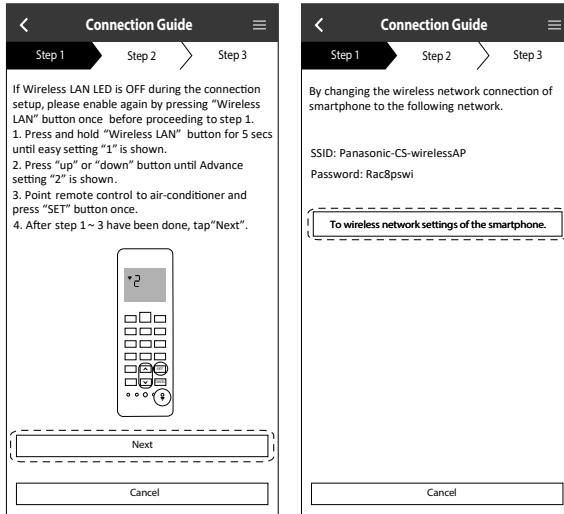 Connection Guide
Step 1
Step 2
Step 3
If Wireless LAN LED is OFF during the connection
setup, please enable again by pressing “Wireless
LAN” button once before proceeding to step 1.
1. Press and hold “Wireless LAN” button for 5 secs
until easy setting “1” is shown.
2. Press “up” or “down” button until Advance
setting “2” is shown.
3. Point remote control to air-conditioner and
press “SET” button once.
4. After step 1 ~ 3 have been done, tap“Next”.
*2
Next
Cancel
Connection Guide
Step 1
Step 2
Step 3
By changing the wireless network connection of
smartphone to the following network.
SSID: Panasonic-CS-wirelessAP
Password: Rac8pswi
To wireless network settings of the smartphone.
Cancel